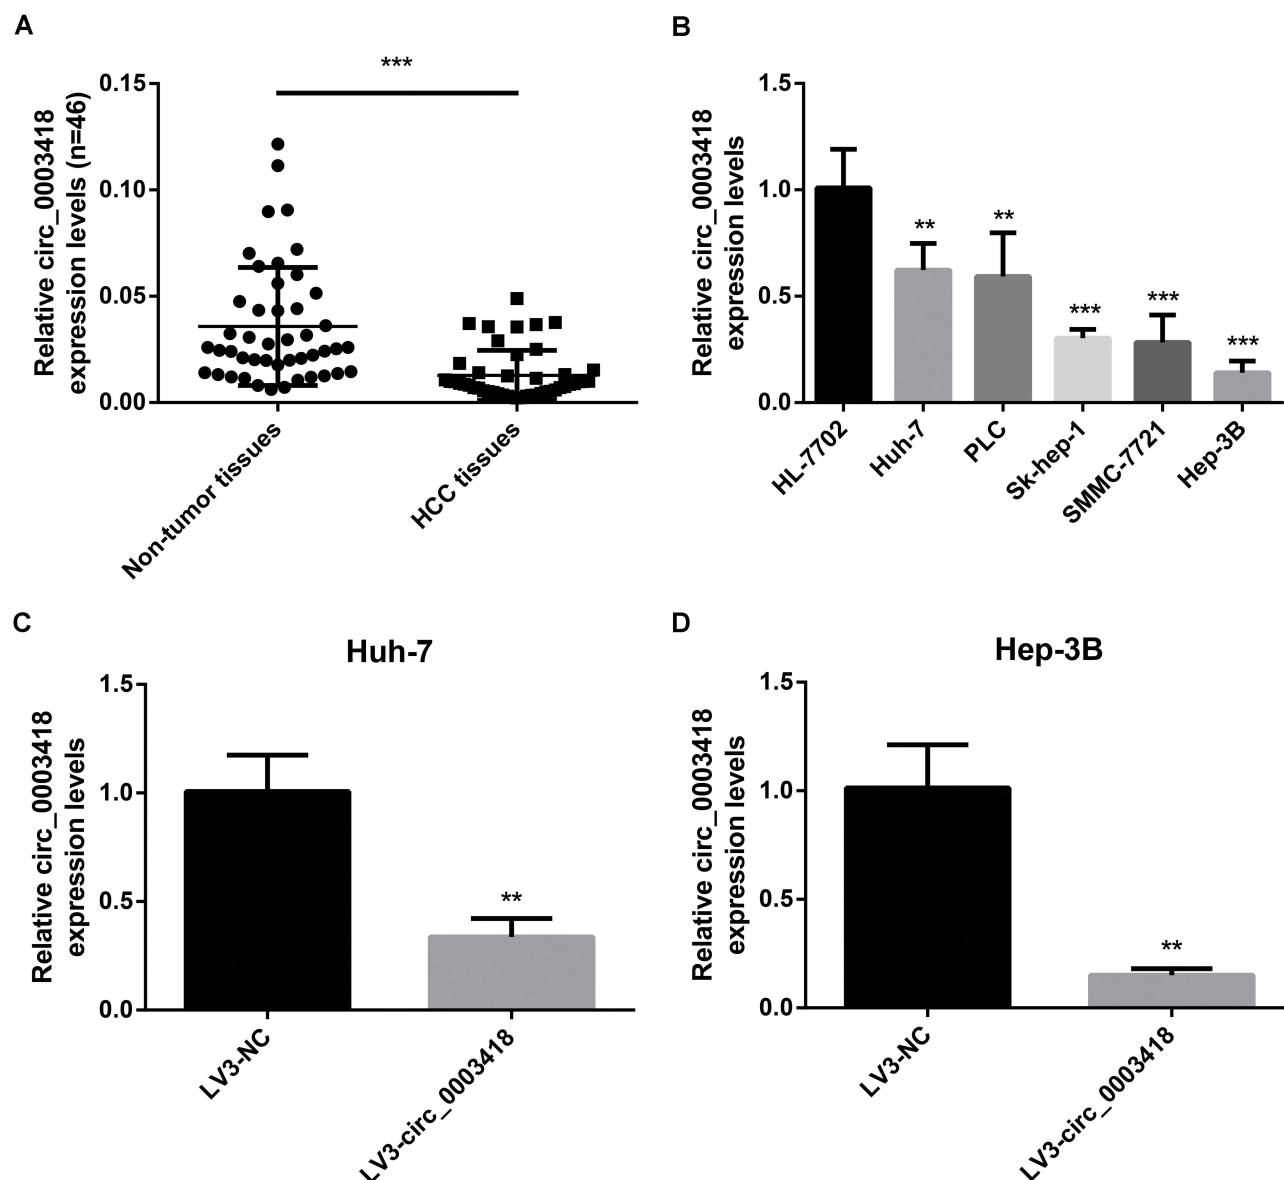 A
***
Relative circ_0003418
expression levels (n=46)
0.15
0.10
0.05
0.00
Non-tumor tissues
HCC tissues
B
Relative circ_0003418
expression levels
1.5
1.0
0.5
0.0
**
**
***
***
***
HL-7702
Huh-7
PLC
Sk-hep-1
SMMC-7721
Hep-3B
C
Huh-7
Relative circ_0003418
expression levels
1.5
1.0
0.5
0.0
**
LV3-NC
LV3-circ_0003418
D
Hep-3B
Relative circ_0003418
expression levels
1.5
1.0
0.5
0.0
**
LV3-NC
LV3-circ_0003418